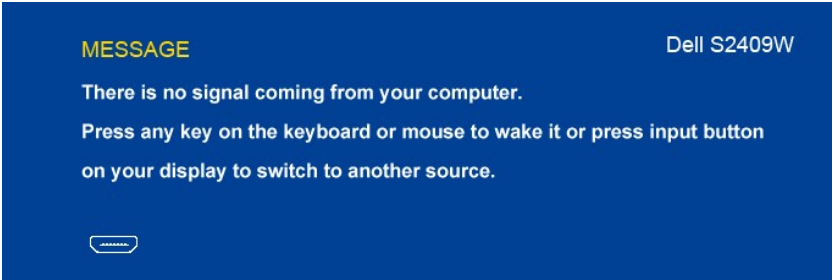 MESSAGE
Dell S2409W
There is no signal coming from your computer.
Press any key on the keyboard or mouse to wake it or press input button
on your display to switch to another source.